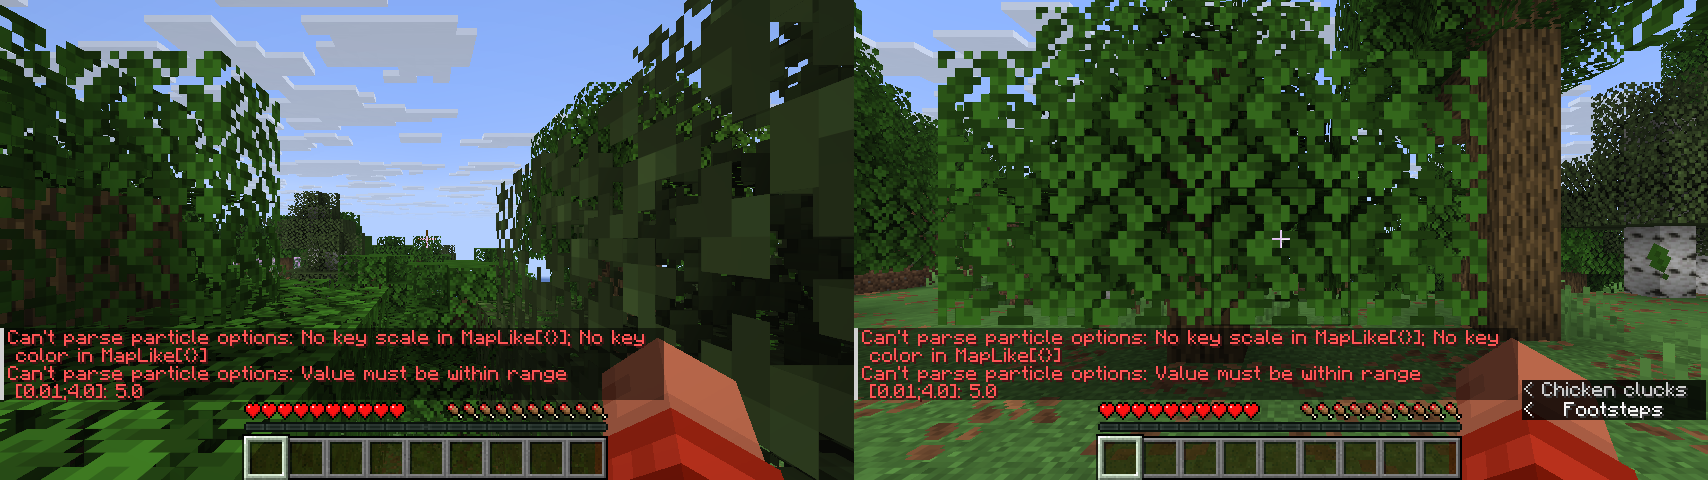 Can't parse particle options: No key scale in MapLike[{}]; No key
color in MapLike[{}]
Can't parse particle options: Value must be within range
[0.01;4.0]: 5.0
Can't parse particle options: No key scale in MapLike[{}]; No key
color in MapLike[{}]
Can't parse particle options: Value must be within range
[0.01;4.0]: 5.0
< Chicken clucks
< Footsteps